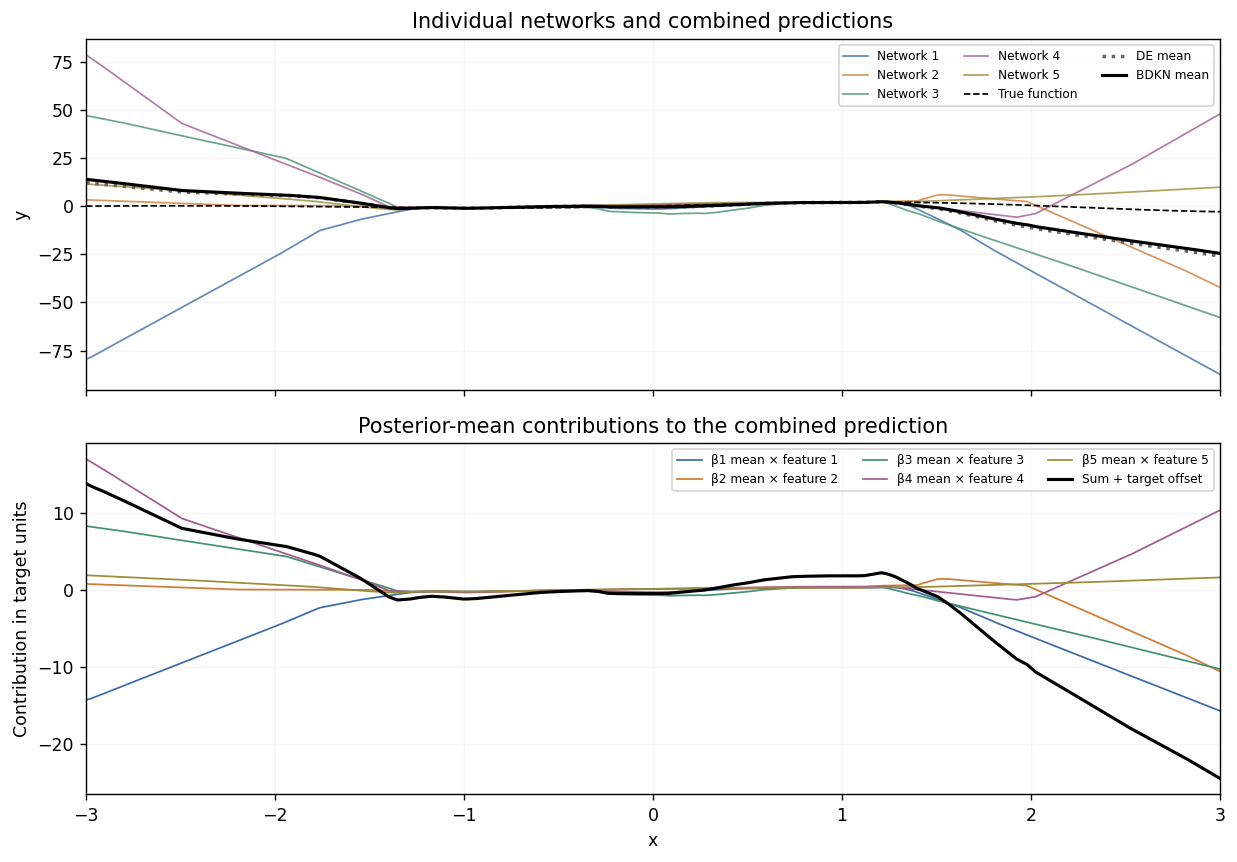 Individual networks and combined predictions
Network 1
Network 2
Network 3
Network 4
Network 5
True function
DE mean
BDKN mean
75
50
25
0
−25
−50
−75
y
Posterior-mean contributions to the combined prediction
β1 mean × feature 1
β2 mean × feature 2
β3 mean × feature 3
β4 mean × feature 4
β5 mean × feature 5
Sum + target offset
10
0
−10
−20
Contribution in target units
−3
−2
−1
0
1
2
3
x